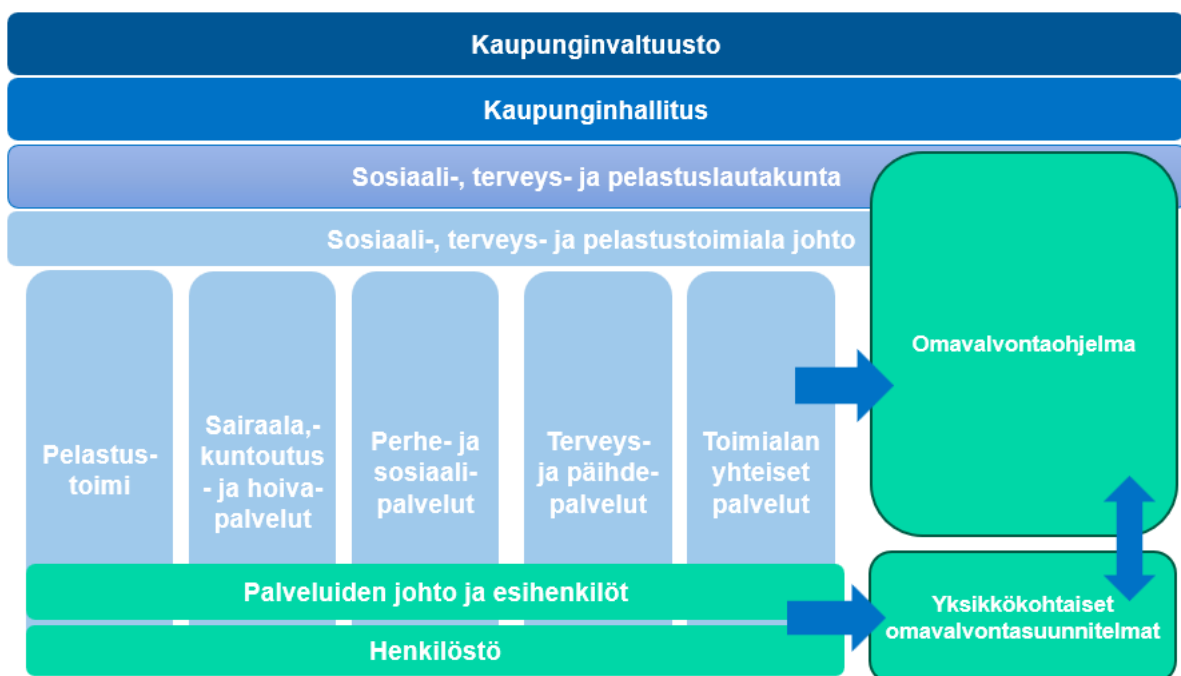 Kaupunginvaltuusto
Kaupunginhallitus
Sosiaali-, terveys- ja pelastuslautakunta
Sosiaali-, terveys- ja pelastustoimiala johto
Pelastus-
toimi
Sairaala,-
kuntoutus
- ja hoiva-
palvelut
Perhe- ja
sosiaali-
palvelut
Terveys-
ja päihde-
palvelut
Toimialan
yhteiset
palvelut
Omavalvontaohjelma
Palveluiden johto ja esihenkilöt
Henkilöstö
Yksikkökohtaiset
omavalvontasuunnitelmat